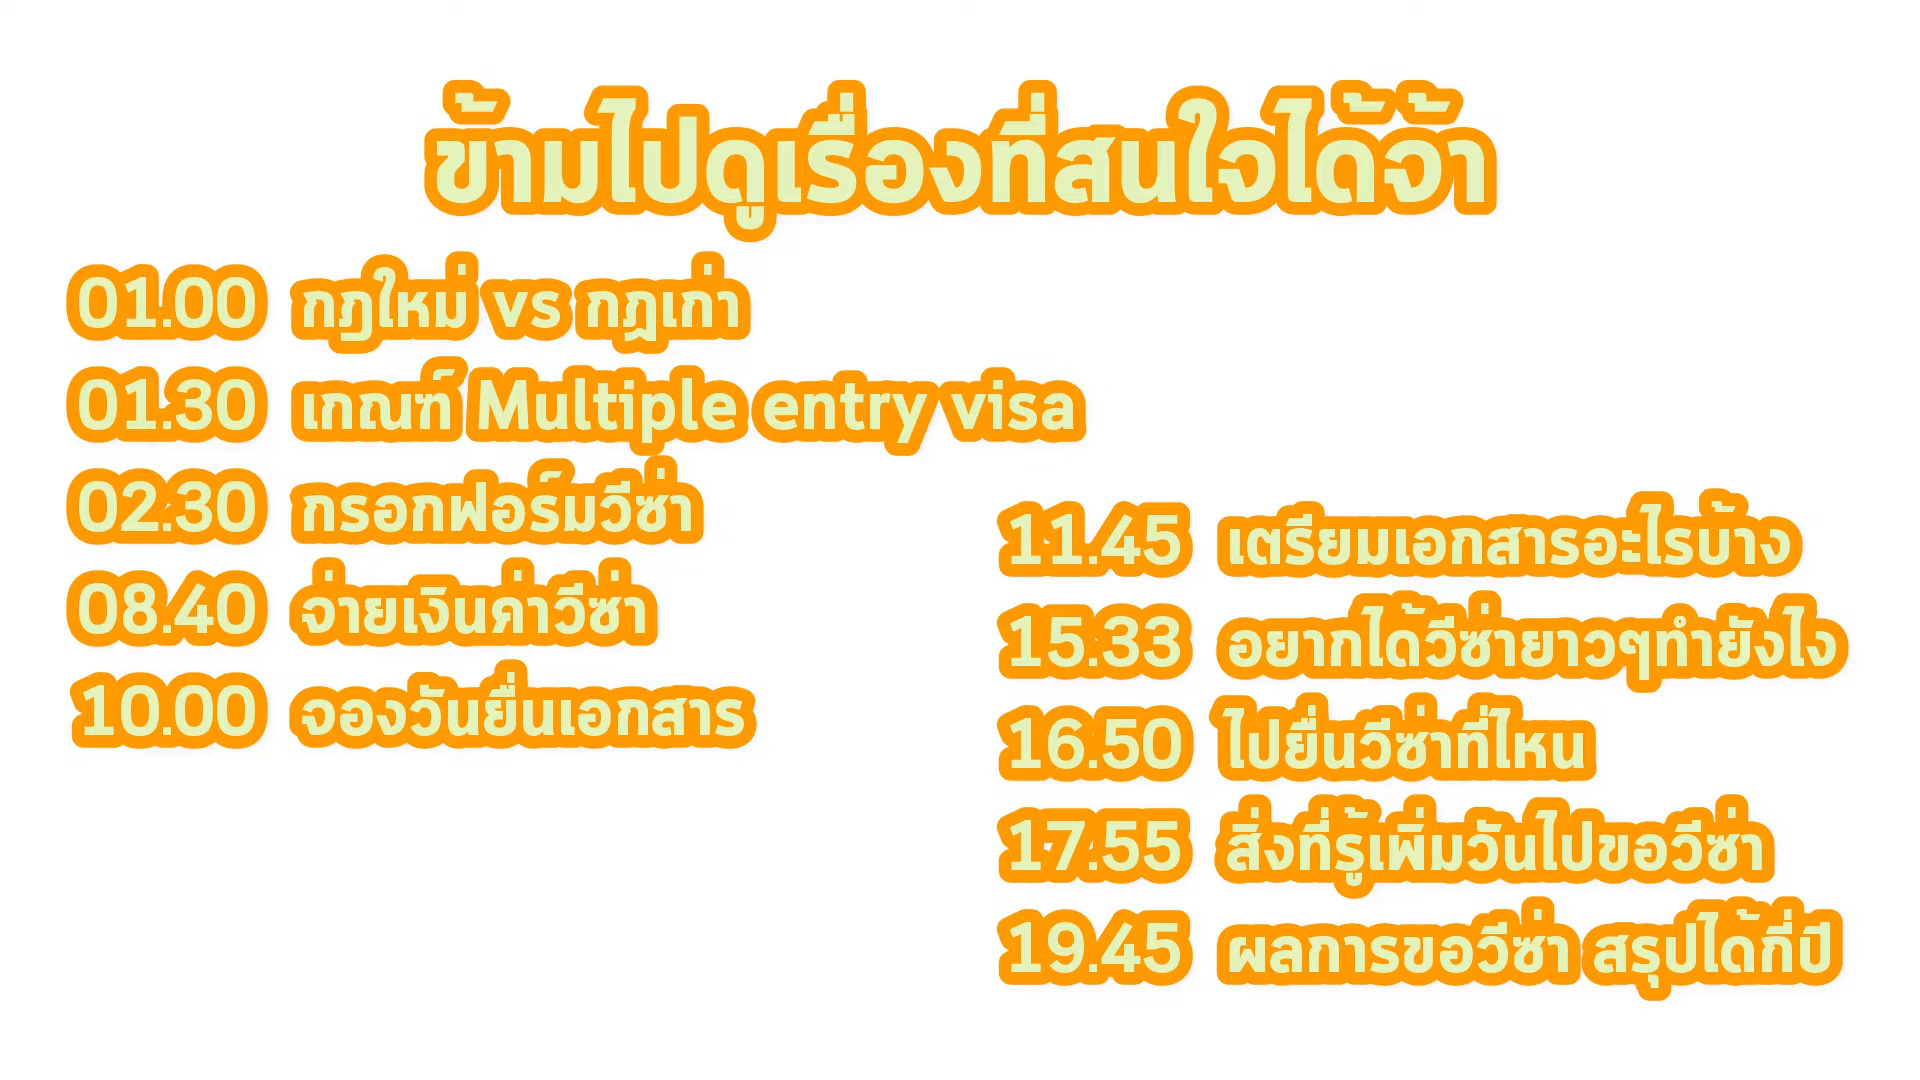 ข้ามไปดูเรื่องที่สนใจได้จ้า
01.00 กฎใหม่ vs กฎเก่า
01.30 เกณฑ์ Multiple entry visa
02.30 กรอกฟอร์มวีซ่า
08.40 จ่ายเงินค่าวีซ่า
10.00 จองวันยื่นเอกสาร
11.45 เตรียมเอกสารอะไรบ้าง
15.33 อยากได้วีซ่ายาวๆทำยังไง
16.50 ไปยื่นวีซ่าที่ไหน
17.55 สิ่งที่รู้เพิ่มวันไปขอวีซ่า
19.45 ผลการขอวีซ่า สรุปได้กี่ปี